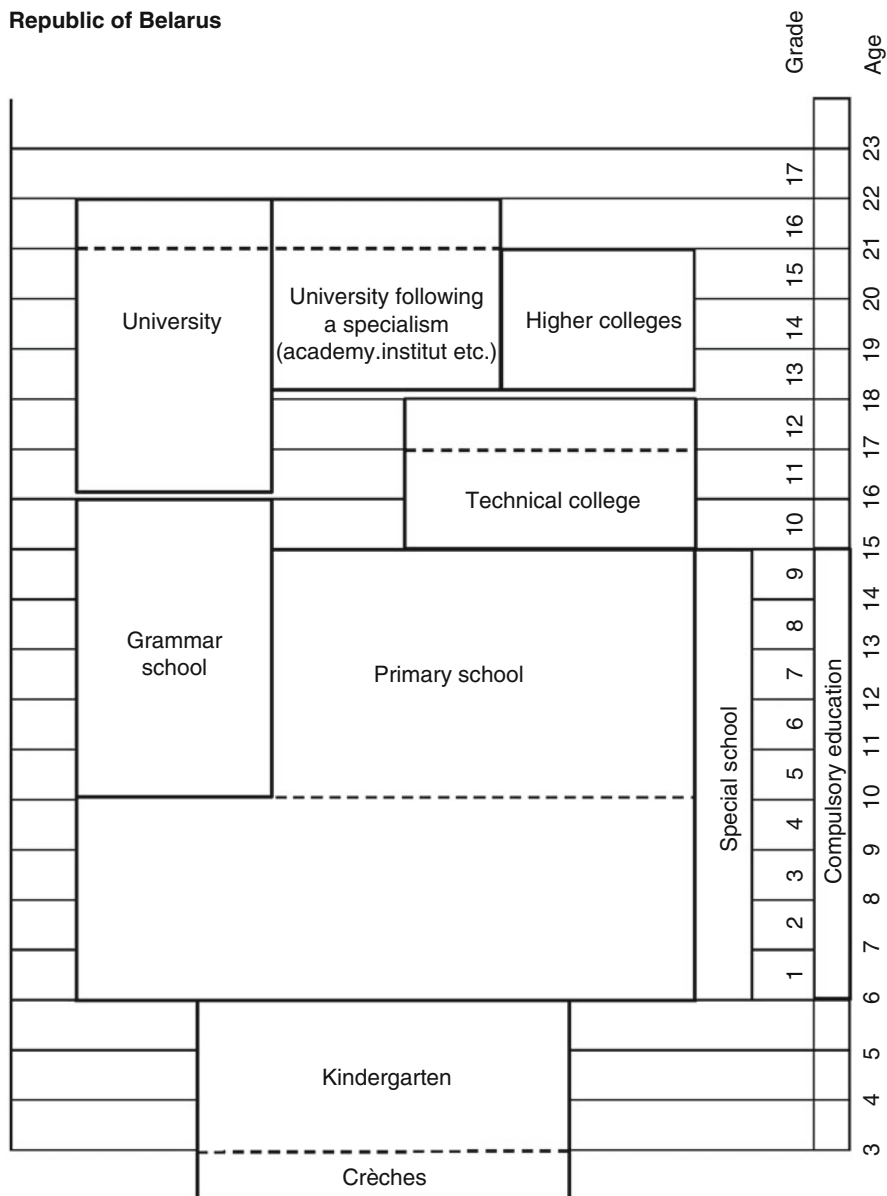 Republic of Belarus
Grade
Age
23
17
22
16
21
15
University
University following
a specialism
(academy.institut etc.)
Higher colleges
20
14
19
13
18
12
17
11
Technical college
16
10
15
9
14
Grammar
school
Primary school
8
13
7
12
6
11
5
10
Special school
Compulsory education
4
9
3
8
2
7
1
6
5
Kindergarten
4
3
Crèches